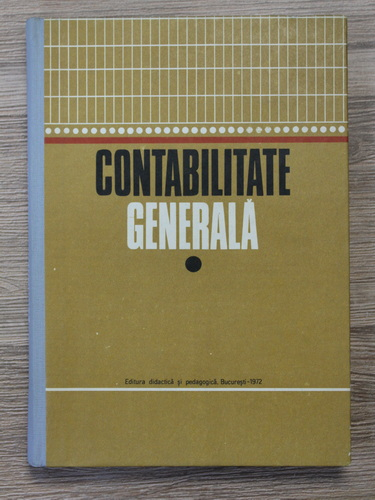 CONTABILITATE
GENERALĂ
Editura didactică și pedagogică, București-1972